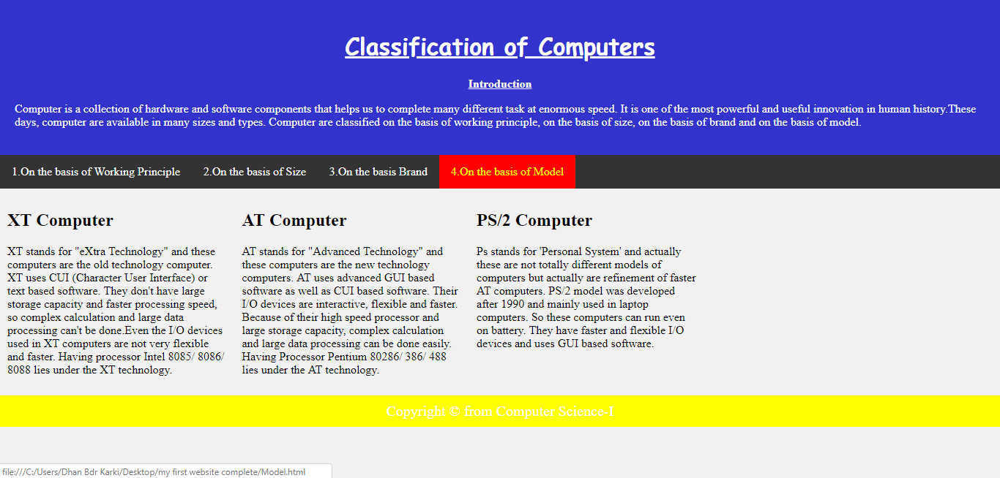 Classification of Computers
Introduction
Computer is a collection of hardware and software components that helps us to complete many different task at enormous speed. It is one of the most powerful and useful innovation in human history.These
days, computer are available in many sizes and types. Computer are classified on the basis of working principle, on the basis of size, on the basis of brand and on the basis of model.
1.On the basis of Working Principle
2.On the basis of Size
3.On the basis Brand
4.On the basis of Model
XT Computer
XT stands for "eXtra Technology" and these
computers are the old technology computer.
XT uses CUI (Character User Interface) or
text based software. They don't have large
storage capacity and faster processing speed,
so complex calculation and large data
processing can't be done.Even the I/O devices
used in XT computers are not very flexible
and faster. Having processor Intel 8085/ 8086/
8088 lies under the XT technology.
AT Computer
AT stands for "Advanced Technology" and
these computers are the new technology
computers. AT uses advanced GUI based
software as well as CUI based software. Their
I/O devices are interactive, flexible and faster.
Because of their high speed processor and
large storage capacity, complex calculation
and large data processing can be done easily.
Having Processor Pentium 80286/ 386/ 488
lies under the AT technology.
PS/2 Computer
Ps stands for 'Personal System' and actually
these are not totally different models of
computers but actually are refinement of faster
AT computers. PS/2 model was developed
after 1990 and mainly used in laptop
computers. So these computers can run even
on battery. They have faster and flexible I/O
devices and uses GUI based software.
Copyright © from Computer Science-I
file:///C:/Users/Dhan Bdr Karki/Desktop/my first website complete/Model.html